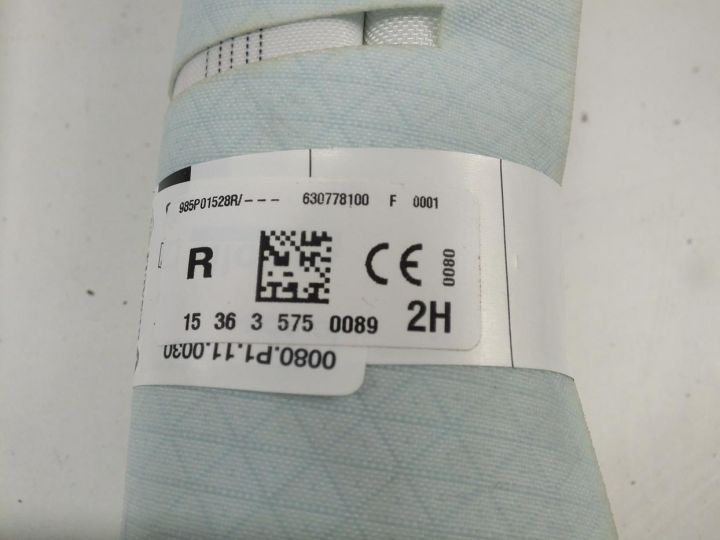 985P01528R/--- 630778100 F 0001
R CE 0080
15 36 3 575 0089 2H
0080.P1.11.0030